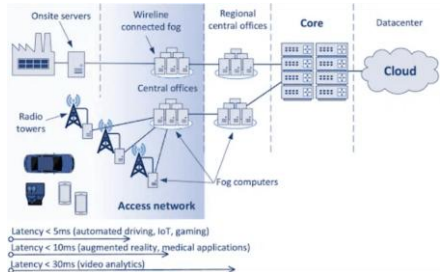 Onsite servers
Wireline
connected fog
Regional
central offices
Core
Datacenter
Cloud
Central offices
Radio
towers
Fog computers
Access network
Latency < 5ms (automated driving, IoT, gaming)
Latency < 10ms (augmented reality, medical applications)
Latency < 30ms (video analytics)